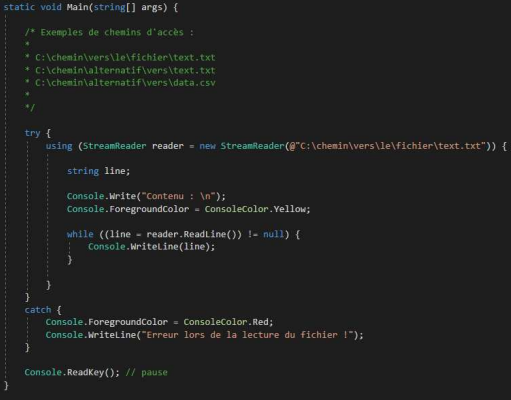 static void Main(string[] args) {
/* Exemples de chemins d'accès :
*
* C:\chemin\vers\le\fichier\text.txt
* C:\chemin\alternatif\vers\text.txt
* C:\chemin\alternatif\vers\data.csv
*
*/
try {
using (StreamReader reader = new StreamReader(@"C:\chemin\vers\le\fichier\text.txt")) {
string line;
Console.Write("Contenu : \n");
Console.ForegroundColor = ConsoleColor.Yellow;
while ((line = reader.ReadLine()) != null) {
Console.WriteLine(line);
}
}
}
catch {
Console.ForegroundColor = ConsoleColor.Red;
Console.WriteLine("Erreur lors de la lecture du fichier !");
}
Console.ReadKey(); // pause
}